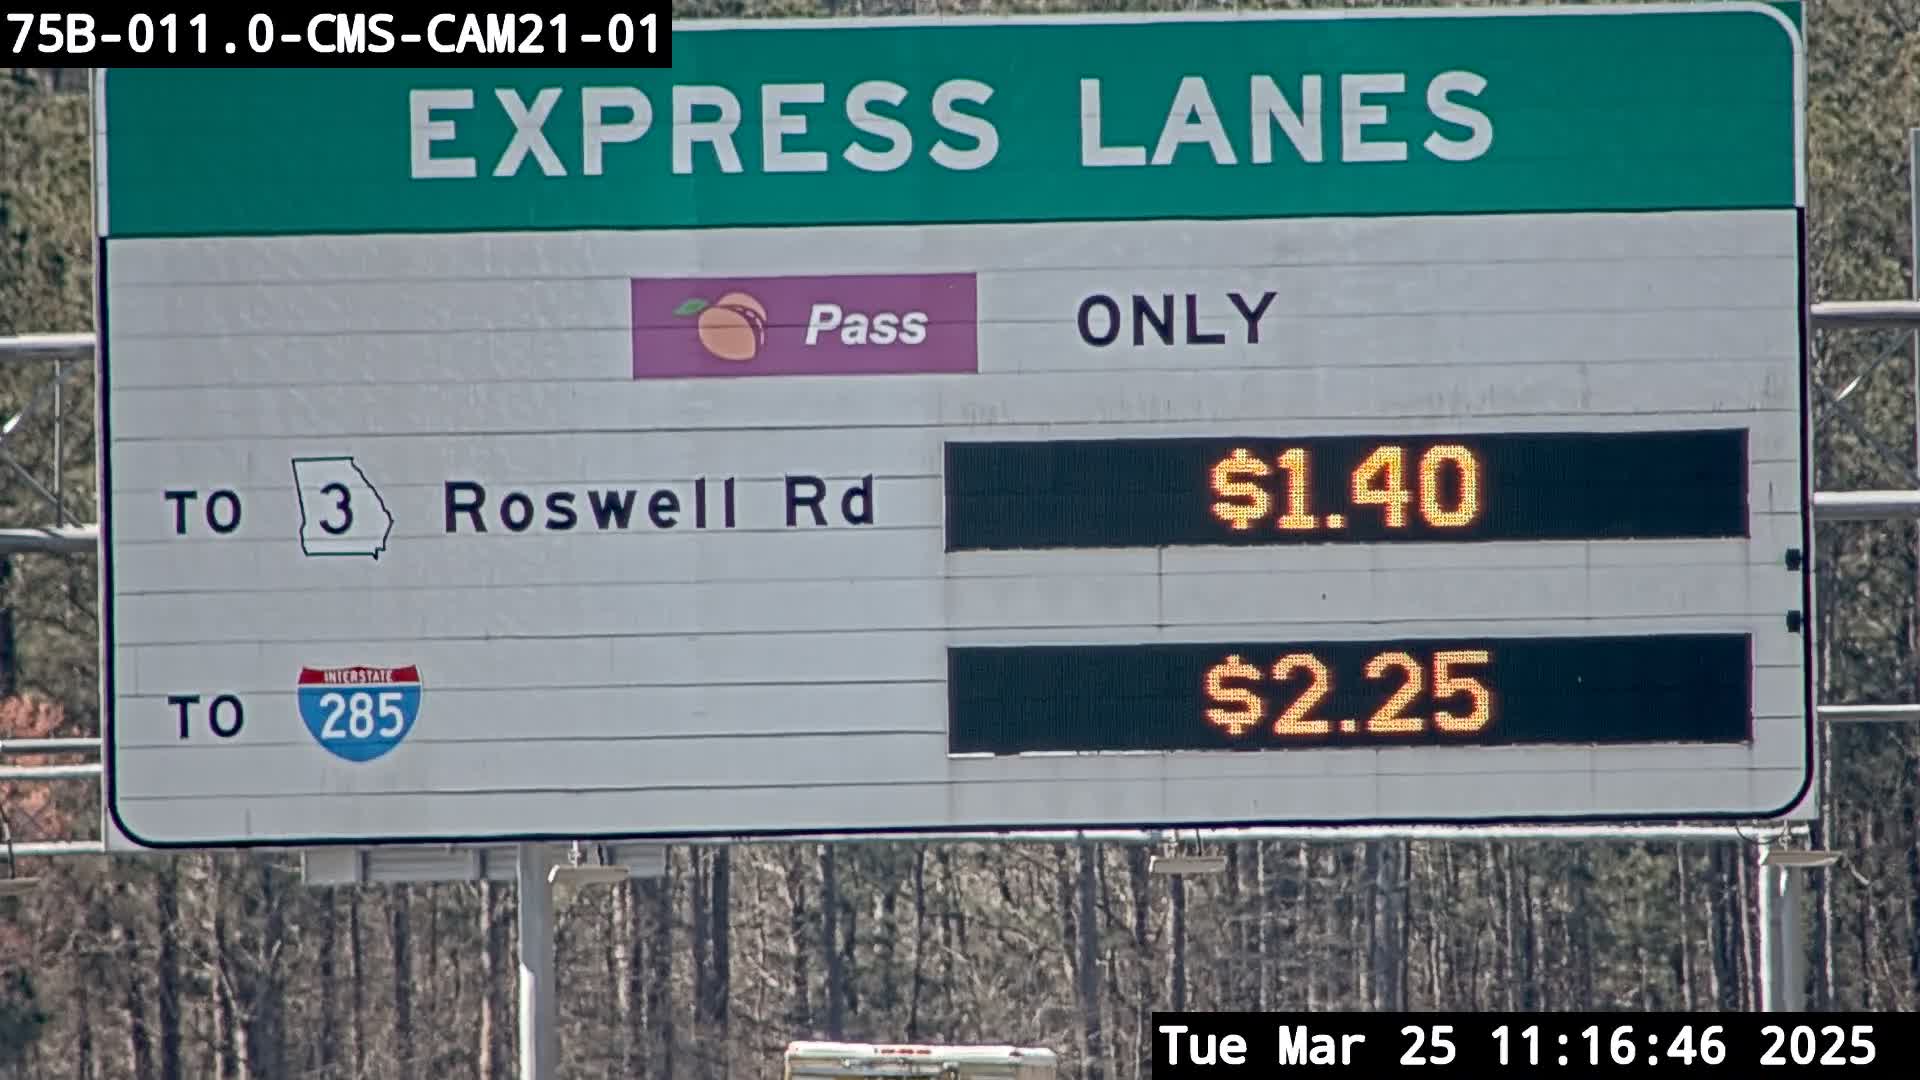 75B-011.0-CMS-CAM21-01
EXPRESS LANES
Pass ONLY
TO 3 Roswell Rd $1.40
TO INTERSTATE 285 $2.25
Tue Mar 25 11:16:46 2025